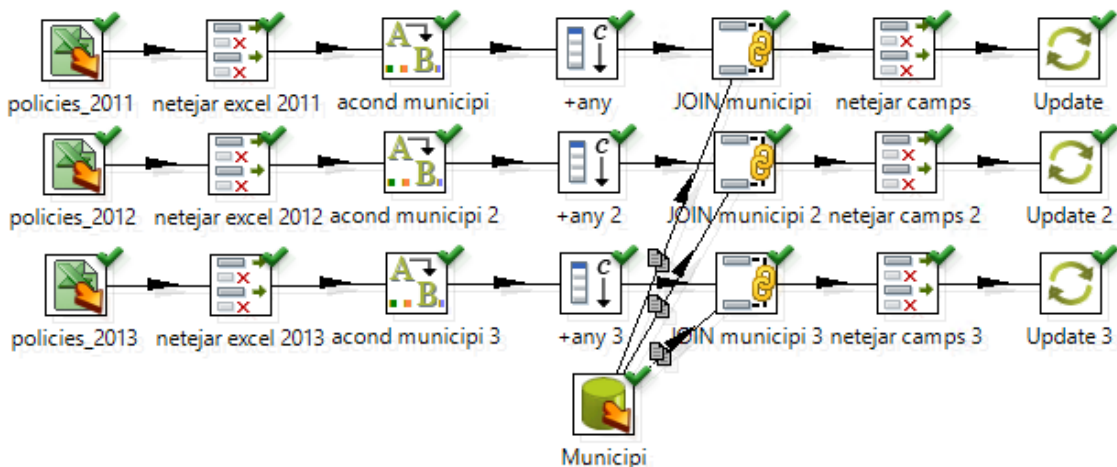 policies_2011 netejar excel 2011 acond municipi +any JOIN municipi netejar camps Update
policies_2012 netejar excel 2012 acond municipi 2 +any 2 JOIN municipi 2 netejar camps 2 Update 2
policies_2013 netejar excel 2013 acond municipi 3 +any 3 JOIN municipi 3 netejar camps 3 Update 3
Municipi